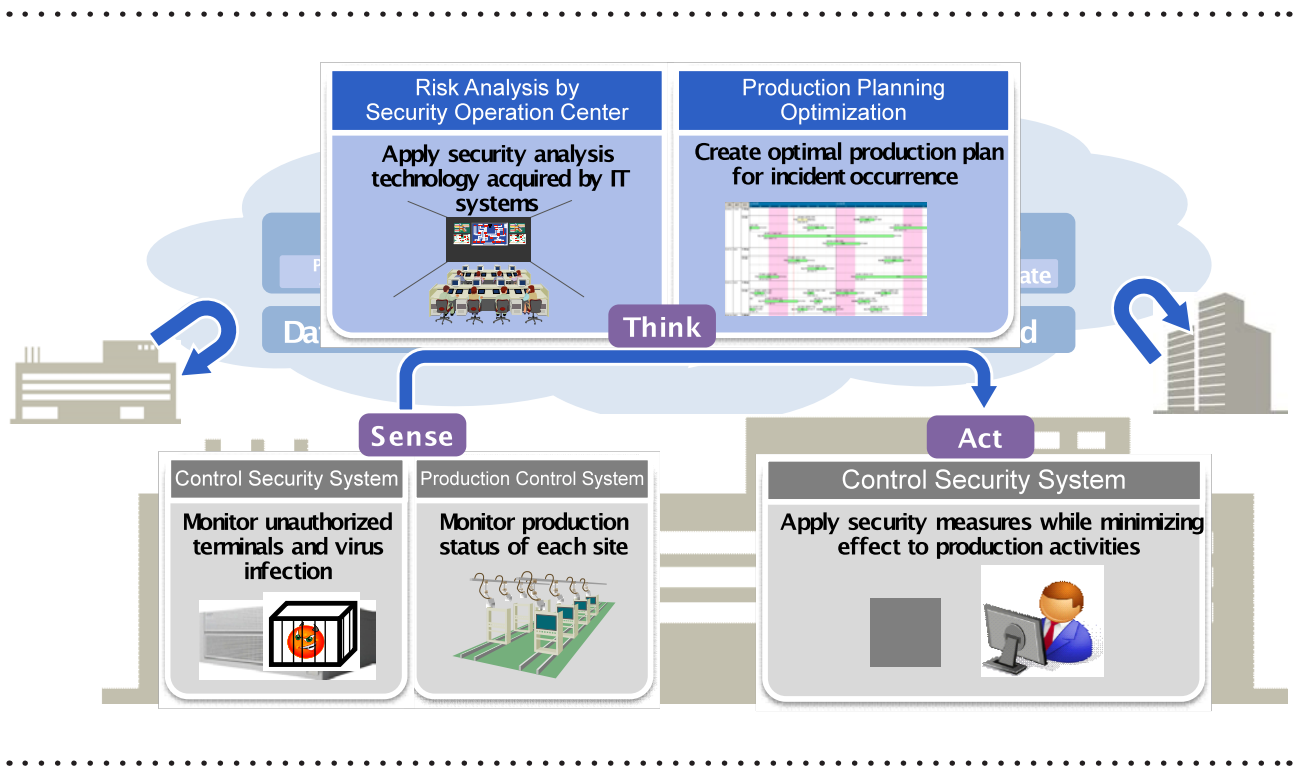 Risk Analysis by
Security Operation Center
Apply security analysis
technology acquired by IT
systems
Production Planning
Optimization
Create optimal production plan
for incident occurrence
Think
Sense
Control Security System
Monitor unauthorized
terminals and virus
infection
Production Control System
Monitor production
status of each site
Act
Control Security System
Apply security measures while minimizing
effect to production activities